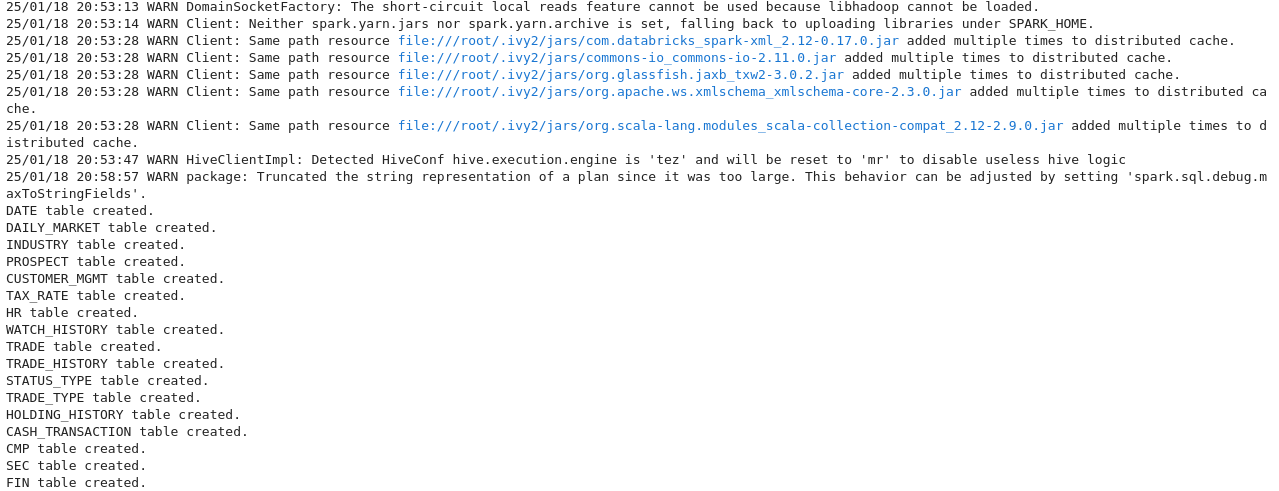 25/01/18 20:53:13 WARN DomainSocketFactory: The short-circuit local reads feature cannot be used because libhadoop cannot be loaded.
25/01/18 20:53:14 WARN Client: Neither spark.yarn.jars nor spark.yarn.archive is set, falling back to uploading libraries under SPARK_HOME.
25/01/18 20:53:28 WARN Client: Same path resource file:///root/.ivy2/jars/com.databricks_spark-xml_2.12-0.17.0.jar added multiple times to distributed cache.
25/01/18 20:53:28 WARN Client: Same path resource file:///root/.ivy2/jars/commons-io_commons-io-2.11.0.jar added multiple times to distributed cache.
25/01/18 20:53:28 WARN Client: Same path resource file:///root/.ivy2/jars/org.glassfish.jaxb_txw2-3.0.2.jar added multiple times to distributed cache.
25/01/18 20:53:28 WARN Client: Same path resource file:///root/.ivy2/jars/org.apache.ws.xmlschema_xmlschema-core-2.3.0.jar added multiple times to distributed ca
che.
25/01/18 20:53:28 WARN Client: Same path resource file:///root/.ivy2/jars/org.scala-lang.modules_scala-collection-compat_2.12-2.9.0.jar added multiple times to d
istributed cache.
25/01/18 20:53:47 WARN HiveClientImpl: Detected HiveConf hive.execution.engine is 'tez' and will be reset to 'mr' to disable useless hive logic
25/01/18 20:58:57 WARN package: Truncated the string representation of a plan since it was too large. This behavior can be adjusted by setting 'spark.sql.debug.m
axToStringFields'.
DATE table created.
DAILY_MARKET table created.
INDUSTRY table created.
PROSPECT table created.
CUSTOMER_MGMT table created.
TAX_RATE table created.
HR table created.
WATCH_HISTORY table created.
TRADE table created.
TRADE_HISTORY table created.
STATUS_TYPE table created.
TRADE_TYPE table created.
HOLDING_HISTORY table created.
CASH_TRANSACTION table created.
CMP table created.
SEC table created.
FIN table created.